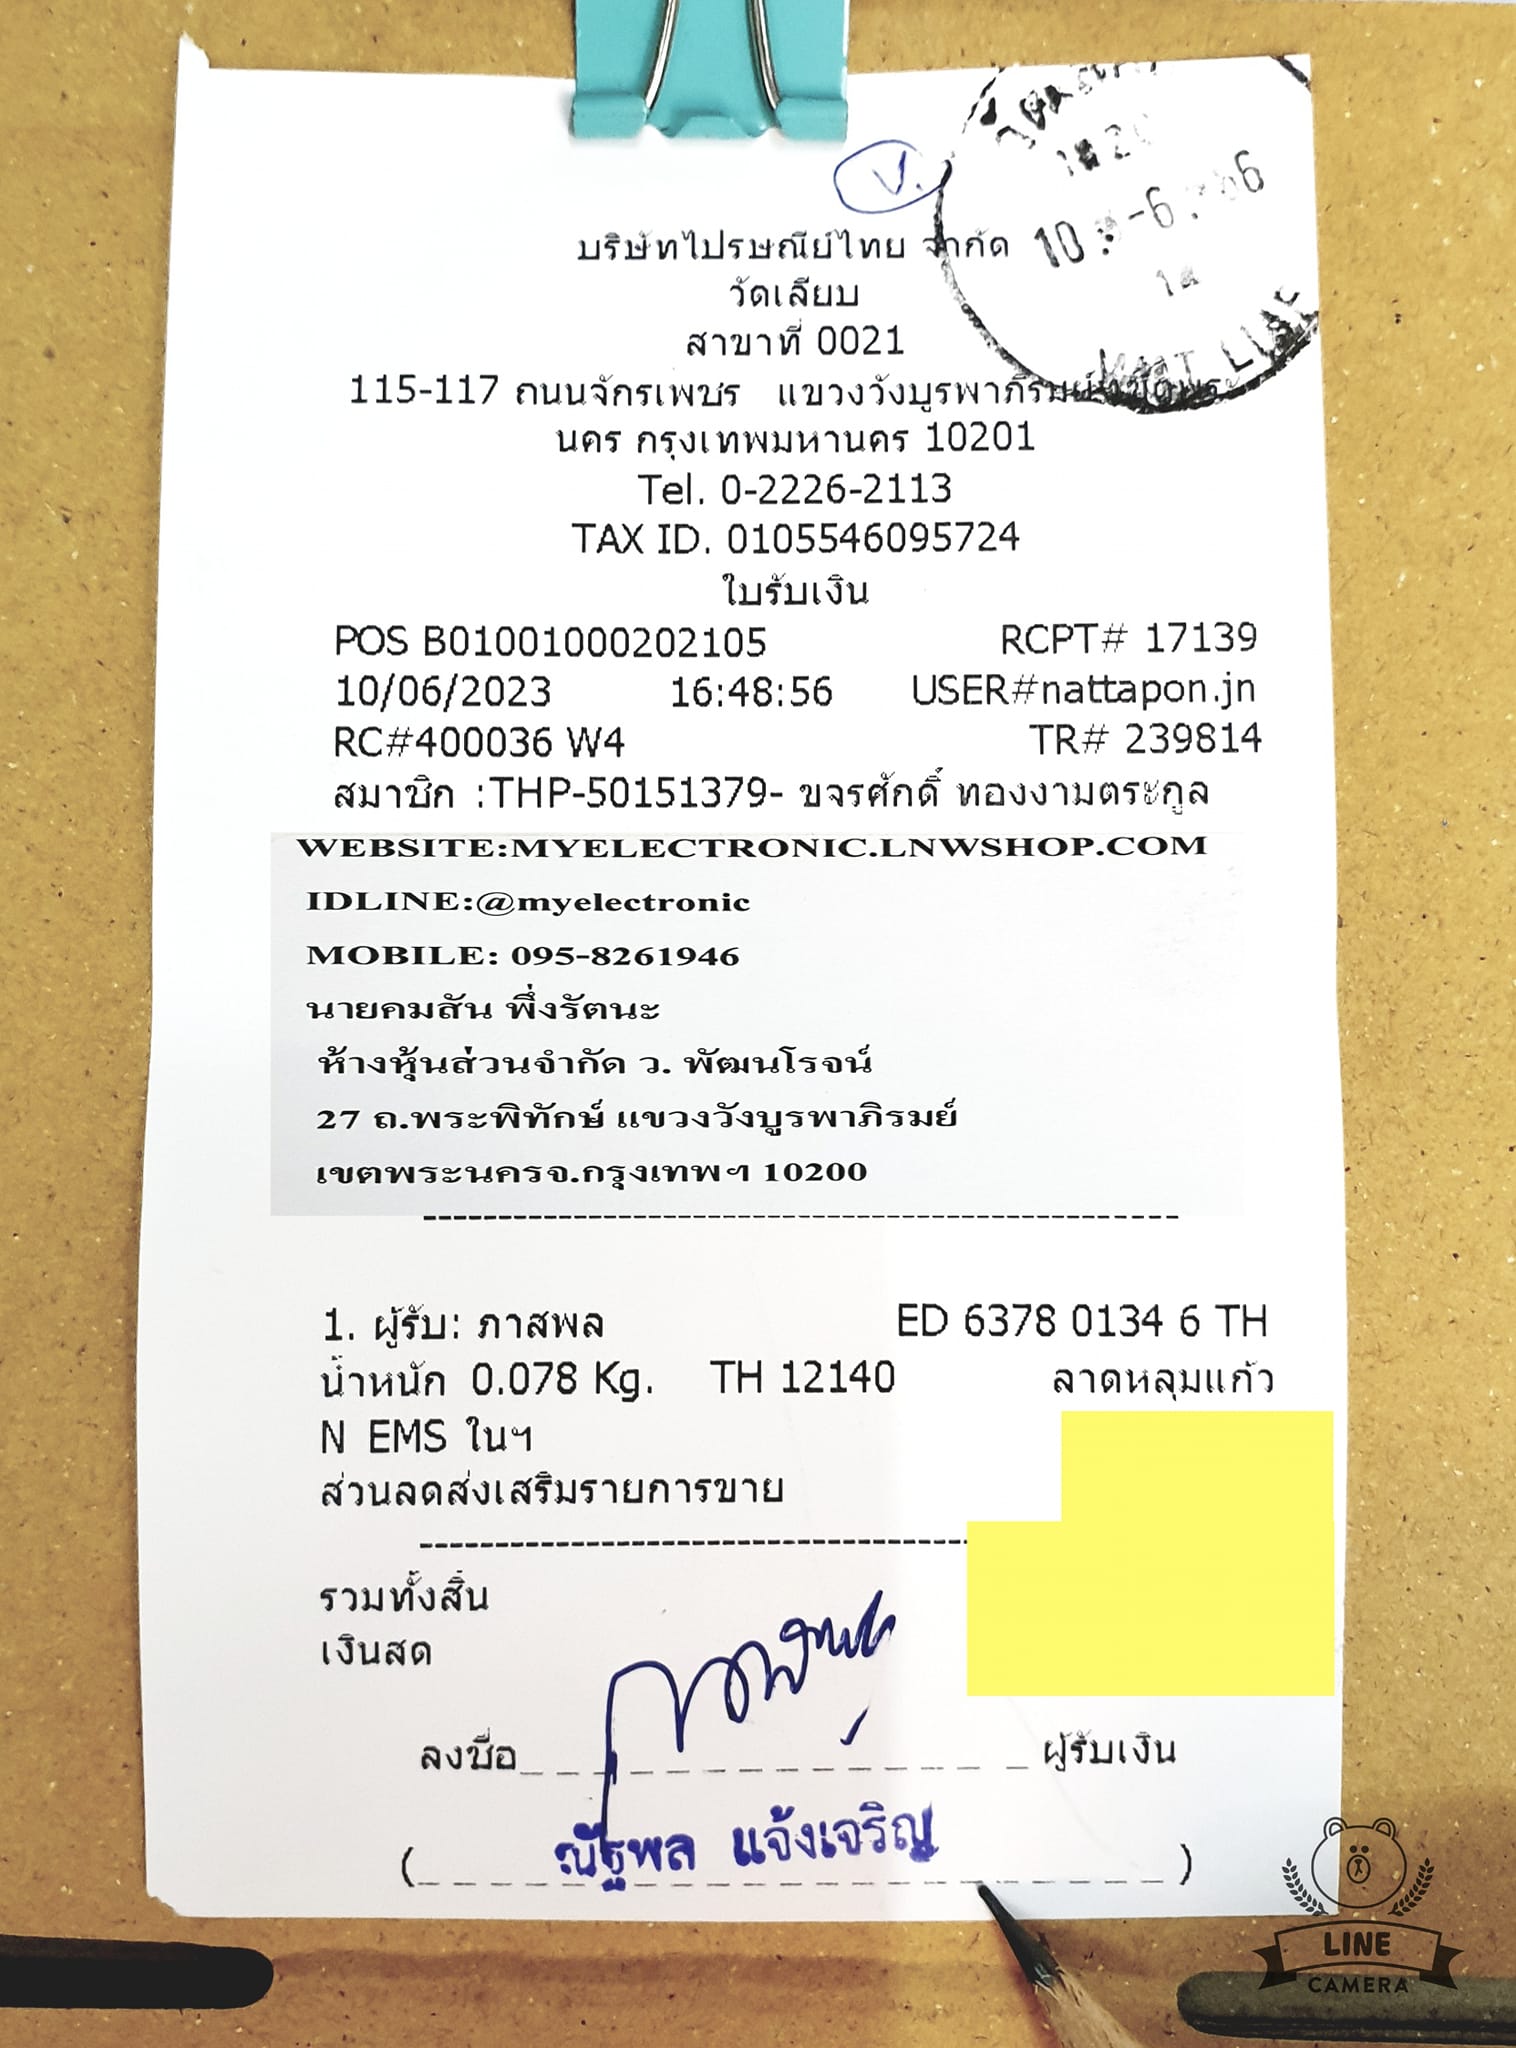 ป.
10 -6 66
WAT LIAB
บริษัทไปรษณีย์ไทย จำกัด
วัดเลียบ
สาขาที่ 0021
115-117 ถนนจักรเพชร แขวงวังบูรพาภิรมย์ เขตพระ
นคร กรุงเทพมหานคร 10201
Tel. 0-2226-2113
TAX ID. 0105546095724
ใบรับเงิน
POS B01001000202105 RCPT# 17139
10/06/2023 16:48:56 USER#nattapon.jn
RC#400036 W4 TR# 239814
สมาชิก :THP-50151379- ขจรศักดิ์ ทองงามตระกูล
WEBSITE:MYELECTRONIC.LNWSHOP.COM
IDLINE:@myelectronic
MOBILE: 095-8261946
นายคมสัน พึ่งรัตนะ
ห้างหุ้นส่วนจำกัด ว. พัฒนโรจน์
27 ถ.พระพิทักษ์ แขวงวังบูรพาภิรมย์
เขตพระนครจ.กรุงเทพฯ 10200
1. ผู้รับ: ภาสพล ED 6378 0134 6 TH
น้ำหนัก 0.078 Kg. TH 12140 ลาดหลุมแก้ว
N EMS ในฯ
ส่วนลดส่งเสริมรายการขาย
รวมทั้งสิ้น
เงินสด
ลงชื่อ ผู้รับเงิน
(ณัฐพล แจ้งเจริญ)
LINE
CAMERA